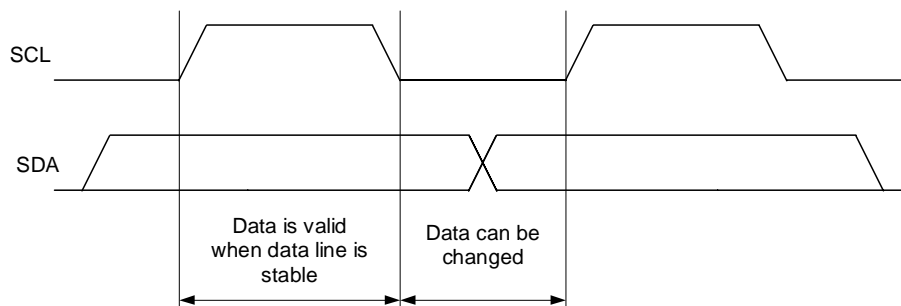 SCL
SDA
Data is valid
when data line is
stable
Data can be
changed